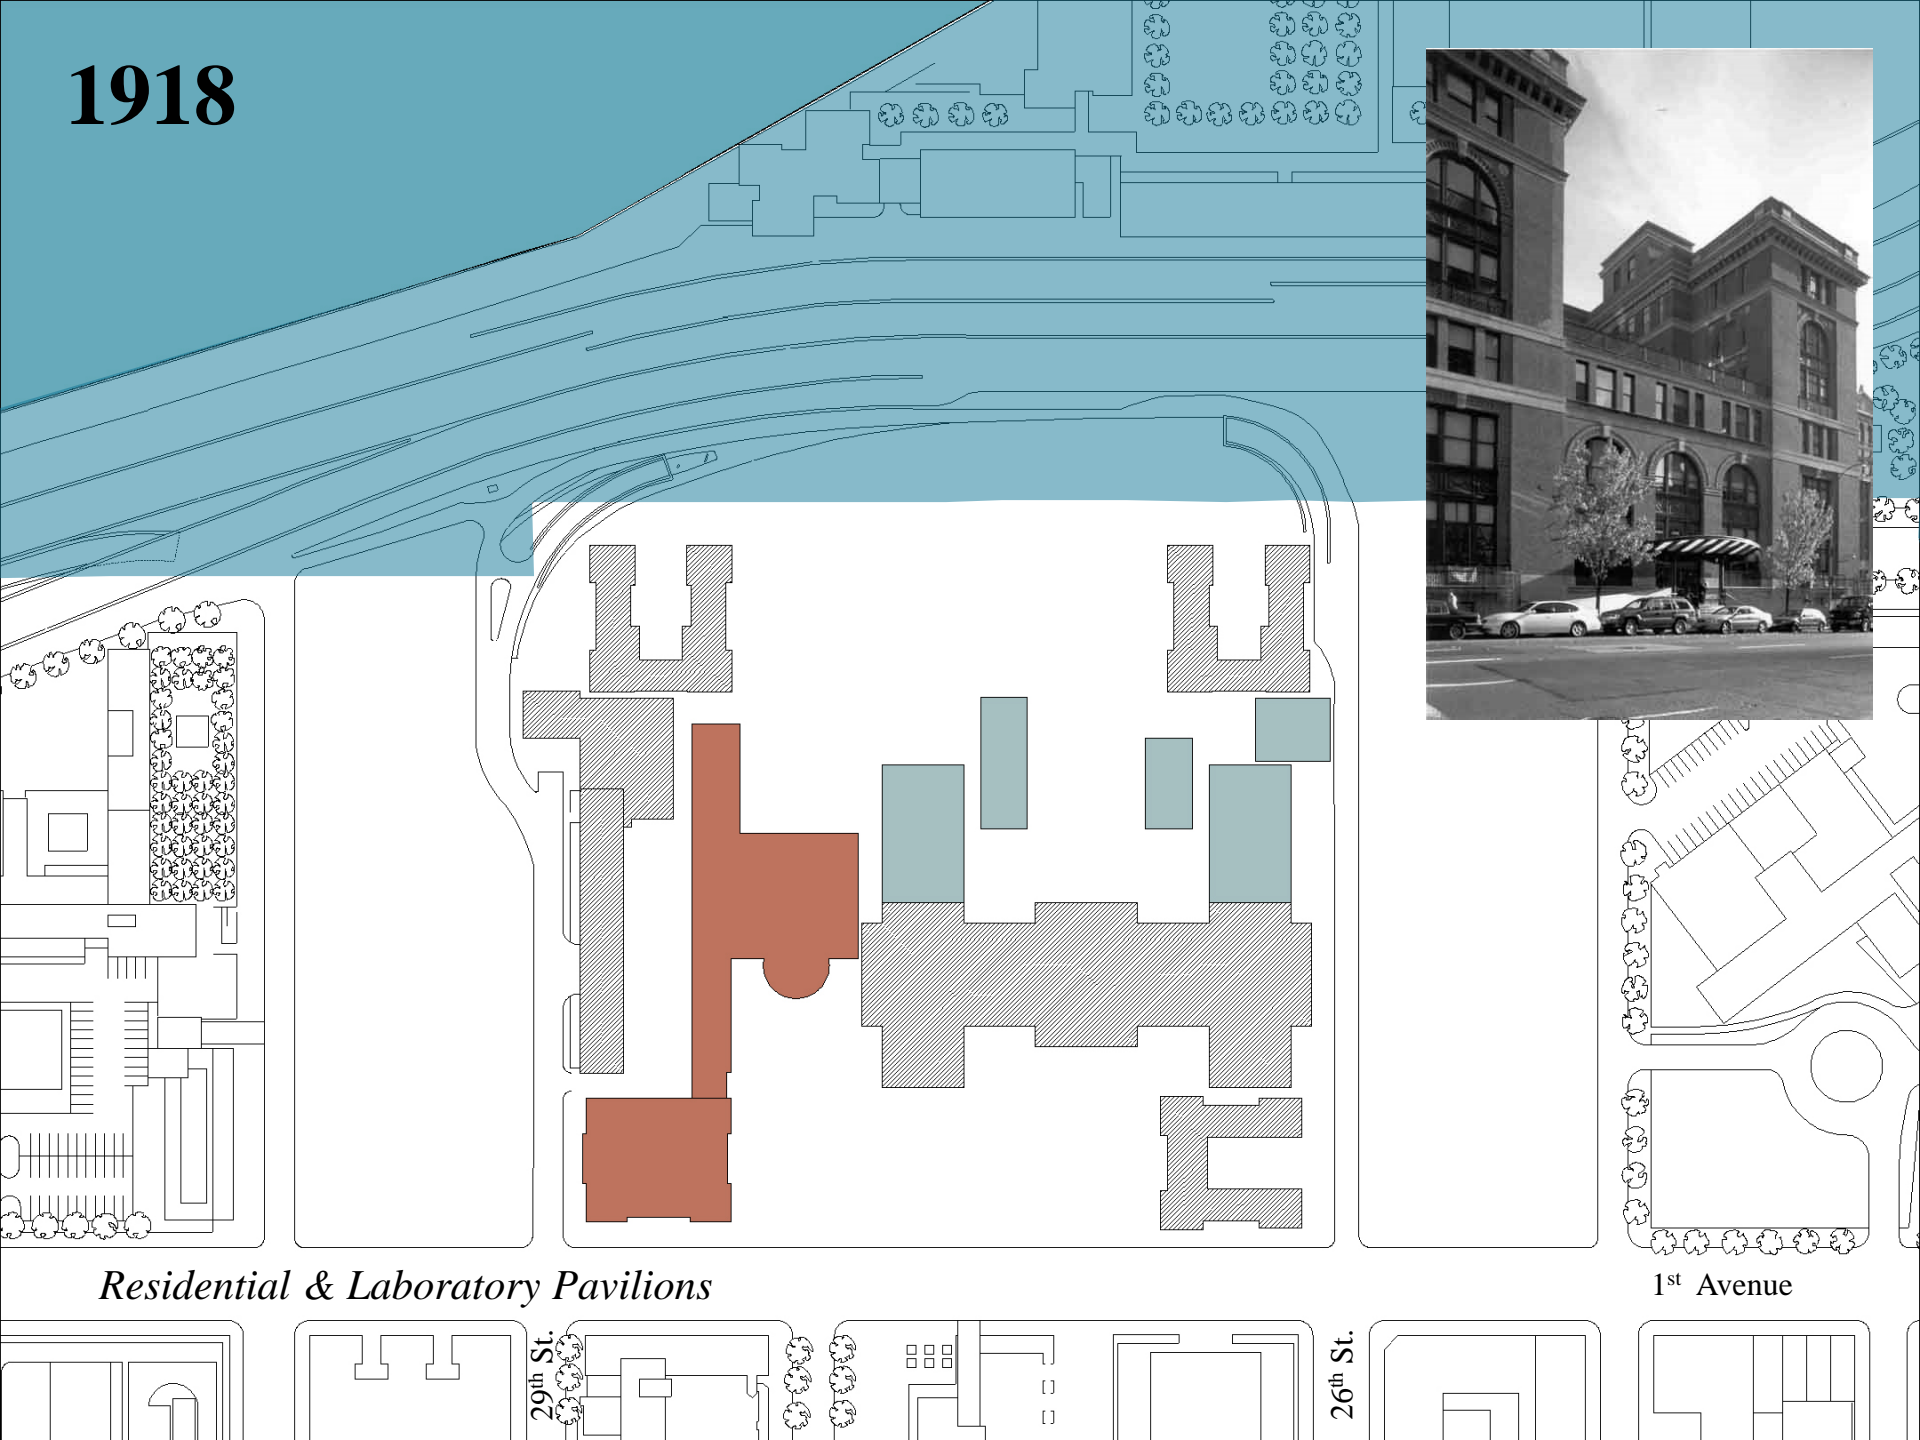 1918
Residential & Laboratory Pavilions
1st Avenue
29th St.
26th St.